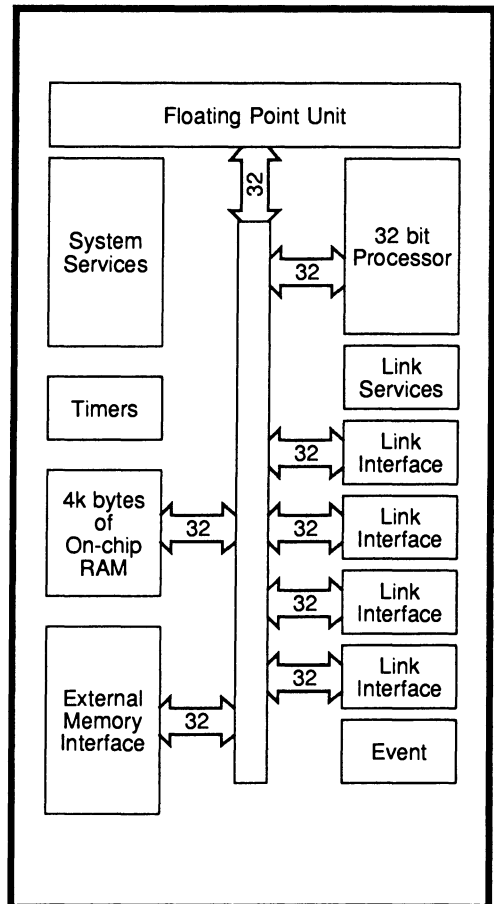 Floating Point Unit
32
System
Services
32 bit
Processor
32
Link
Services
Timers
Link
Interface
32
4k bytes
of
On-chip
RAM
32
32
Link
Interface
32
Link
Interface
32
Link
Interface
External
Memory
Interface
32
Event